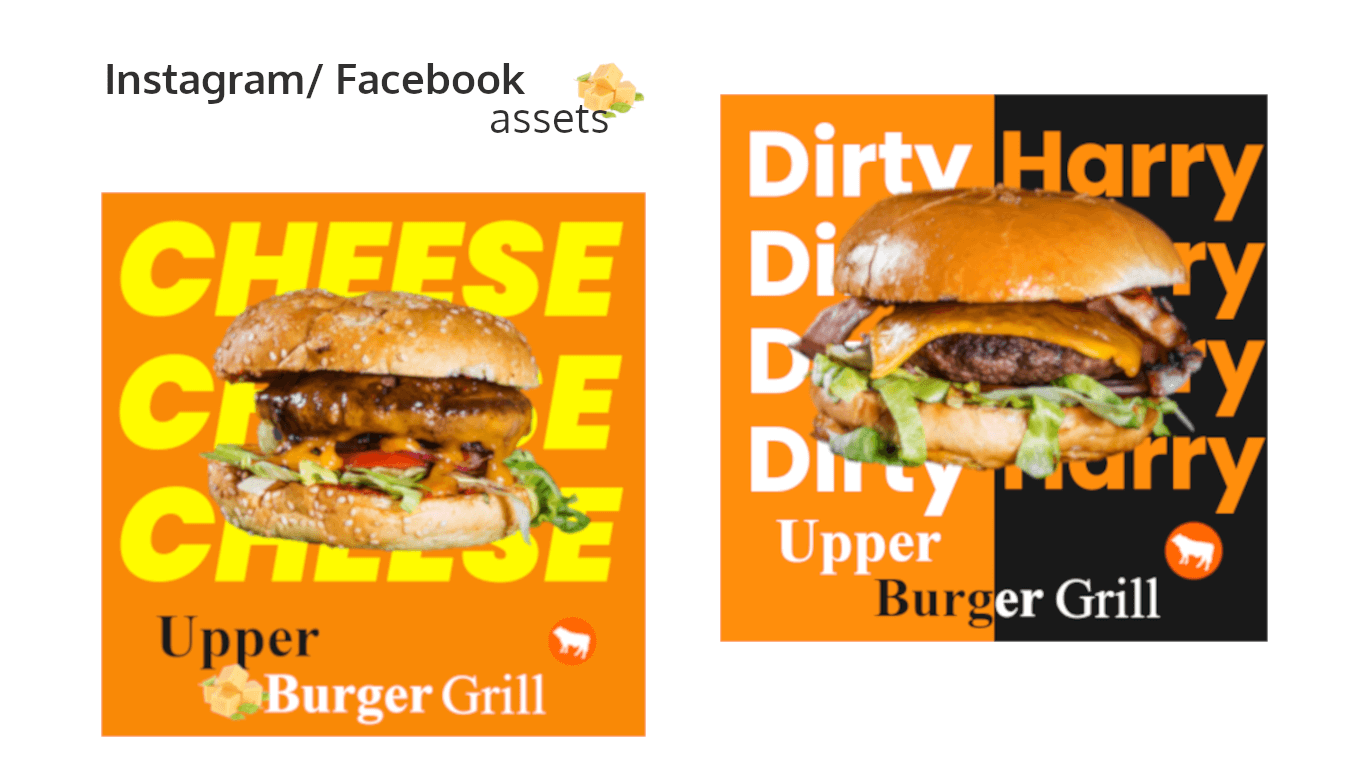 Instagram/ Facebook
assets
CHEESE
CHEESE
CHEESE
Upper
Burger Grill
Dirty Harry
Dirty Harry
Dirty Harry
Dirty Harry
Upper
Burger Grill